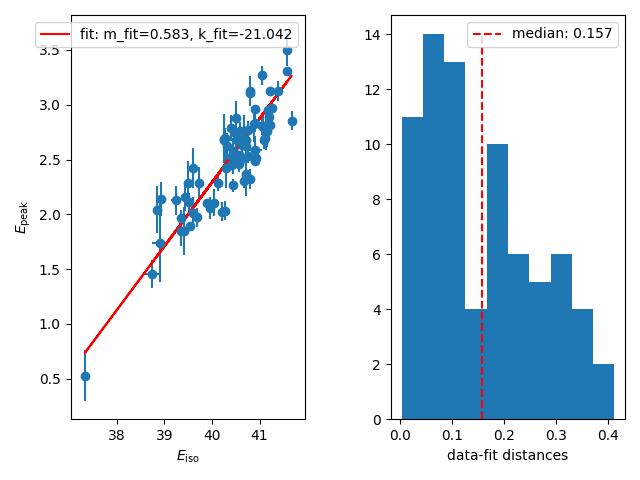 fit: m_fit=0.583, k_fit=-21.042
3.5
3.0
2.5
2.0
1.5
1.0
0.5
E_peak
38 39 40 41
E_iso
median: 0.157
14
12
10
8
6
4
2
0
0.0 0.1 0.2 0.3 0.4
data-fit distances